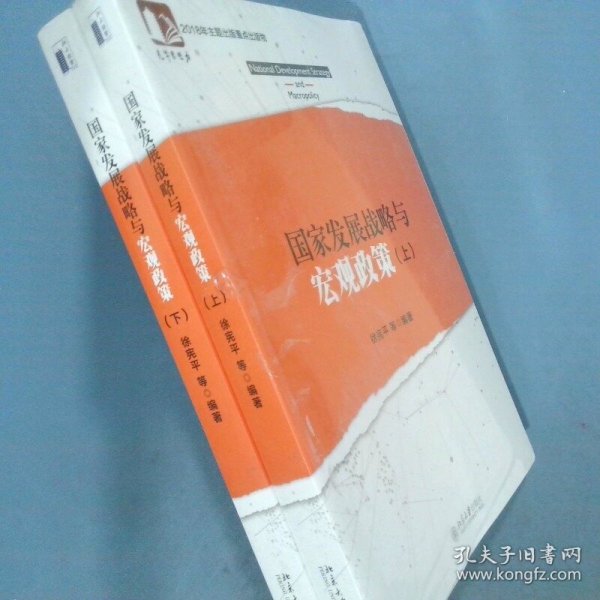 2018年主题出版重点出版物
National Development Strategy
and
Macropolicy
国家发展战略与
宏观政策(上)
徐宪平 等 编著
国家发展战略与宏观政策(上)
徐宪平 等 编著
国家发展战略与宏观政策(下)
徐宪平 等 编著
孔夫子旧书网
www.kongfz.com